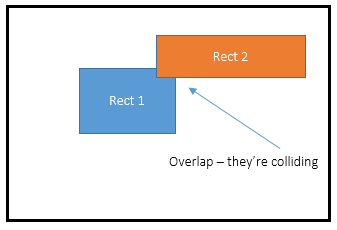 Rect 2
Rect 1
Overlap – they’re colliding